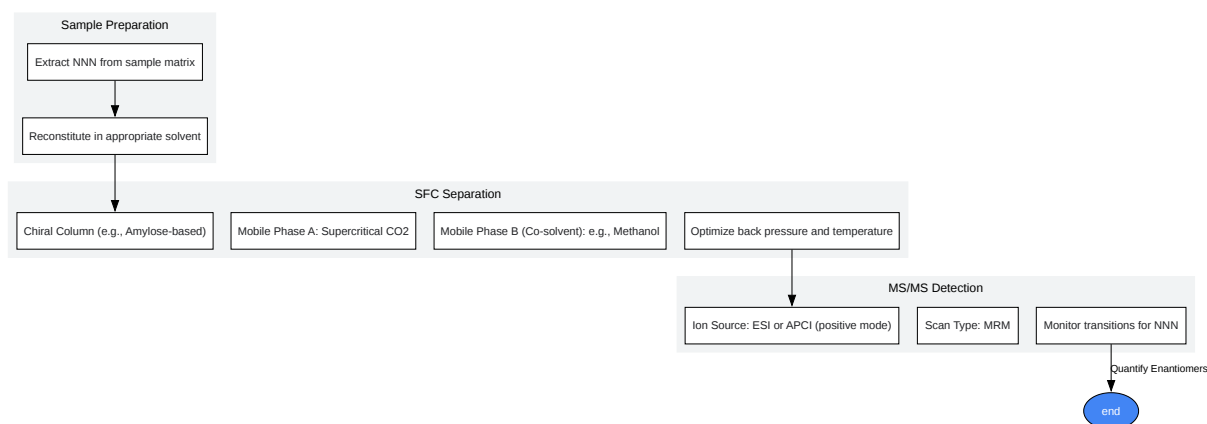 Sample Preparation
Extract NNN from sample matrix
Reconstitute in appropriate solvent
SFC Separation
Chiral Column (e.g., Amylose-based)
Mobile Phase A: Supercritical CO2
Mobile Phase B (Co-solvent): e.g., Methanol
Optimize back pressure and temperature
MS/MS Detection
Ion Source: ESI or APCI (positive mode)
Scan Type: MRM
Monitor transitions for NNN
Quantify Enantiomers
end